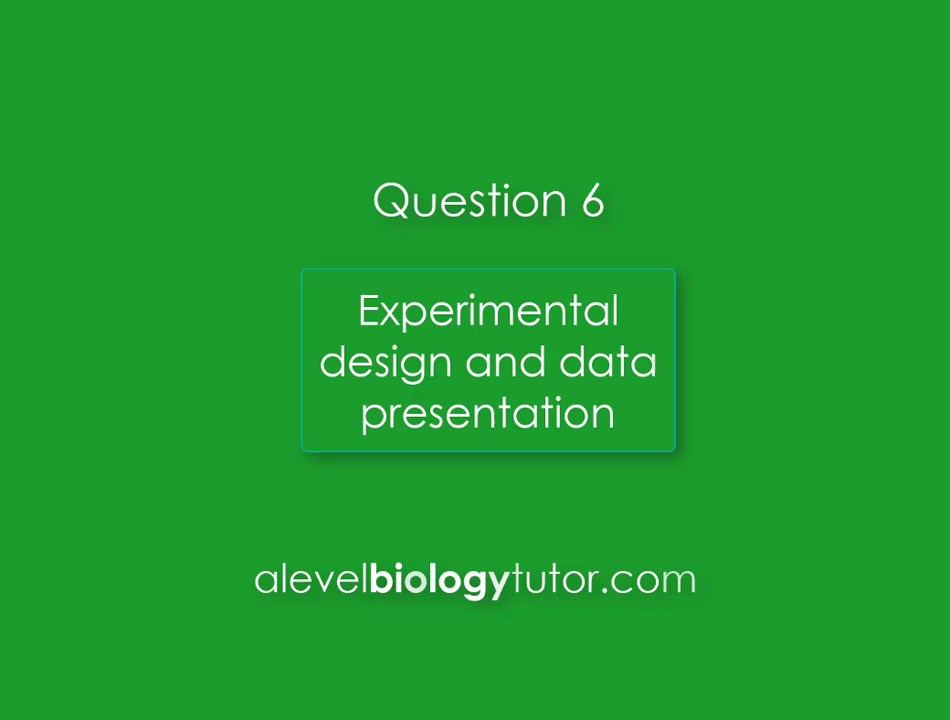 Question 6
Experimental
design and data
presentation
alevelbiologytutor.com